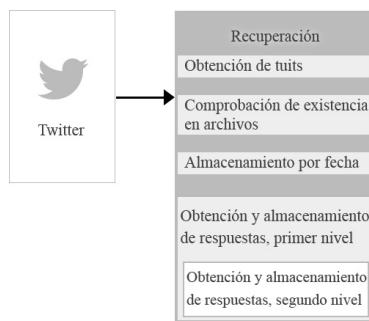 Recuperación
Obtención de tuits
Twitter
Comprobación de existencia
en archivos
Almacenamiento por fecha
Obtención y almacenamiento
de respuestas, primer nivel
Obtención y almacenamiento
de respuestas, segundo nivel